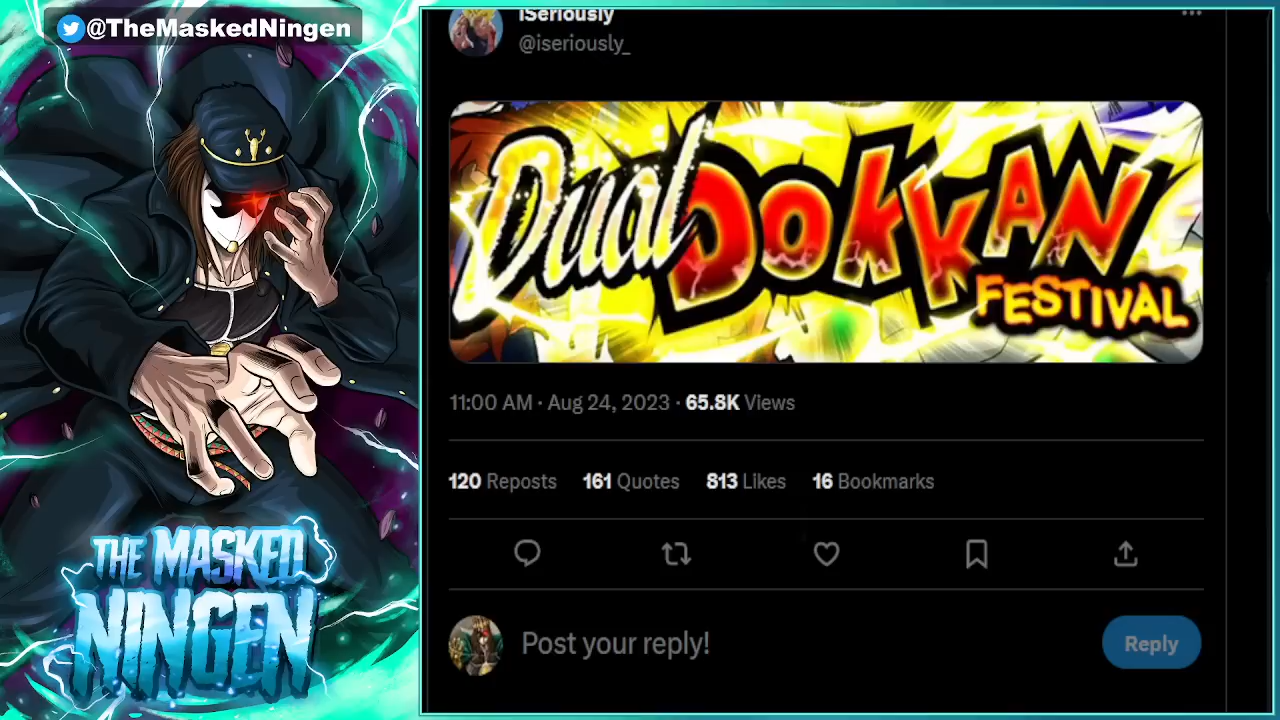 @TheMaskedNingen
THE MASKED
NINGEN
iSeriously
@iseriously_
Dual DOKKAN
FESTIVAL
11:00 AM · Aug 24, 2023 · 65.8K Views
120 Reposts 161 Quotes 813 Likes 16 Bookmarks
Post your reply!
Reply